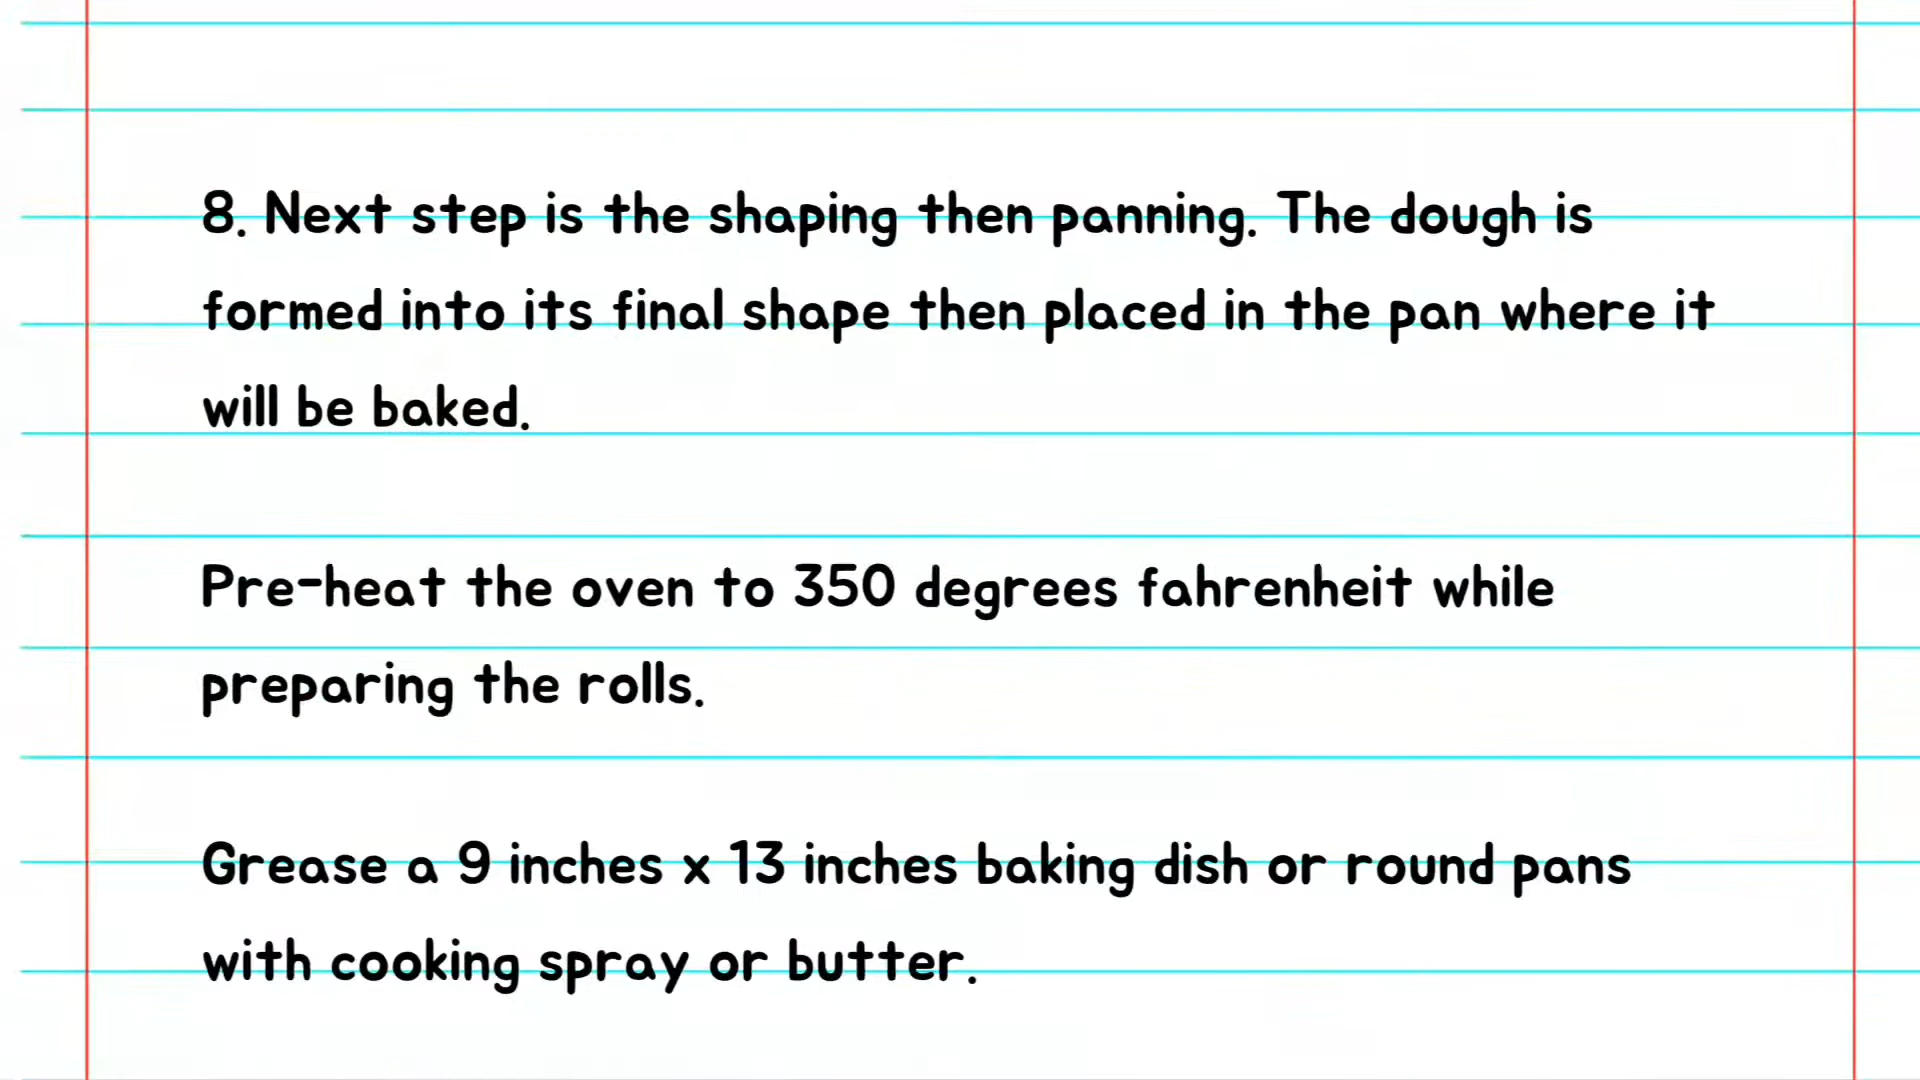 8. Next step is the shaping then panning. The dough is
formed into its final shape then placed in the pan where it
will be baked.
Pre-heat the oven to 350 degrees fahrenheit while
preparing the rolls.
Grease a 9 inches x 13 inches baking dish or round pans
with cooking spray or butter.